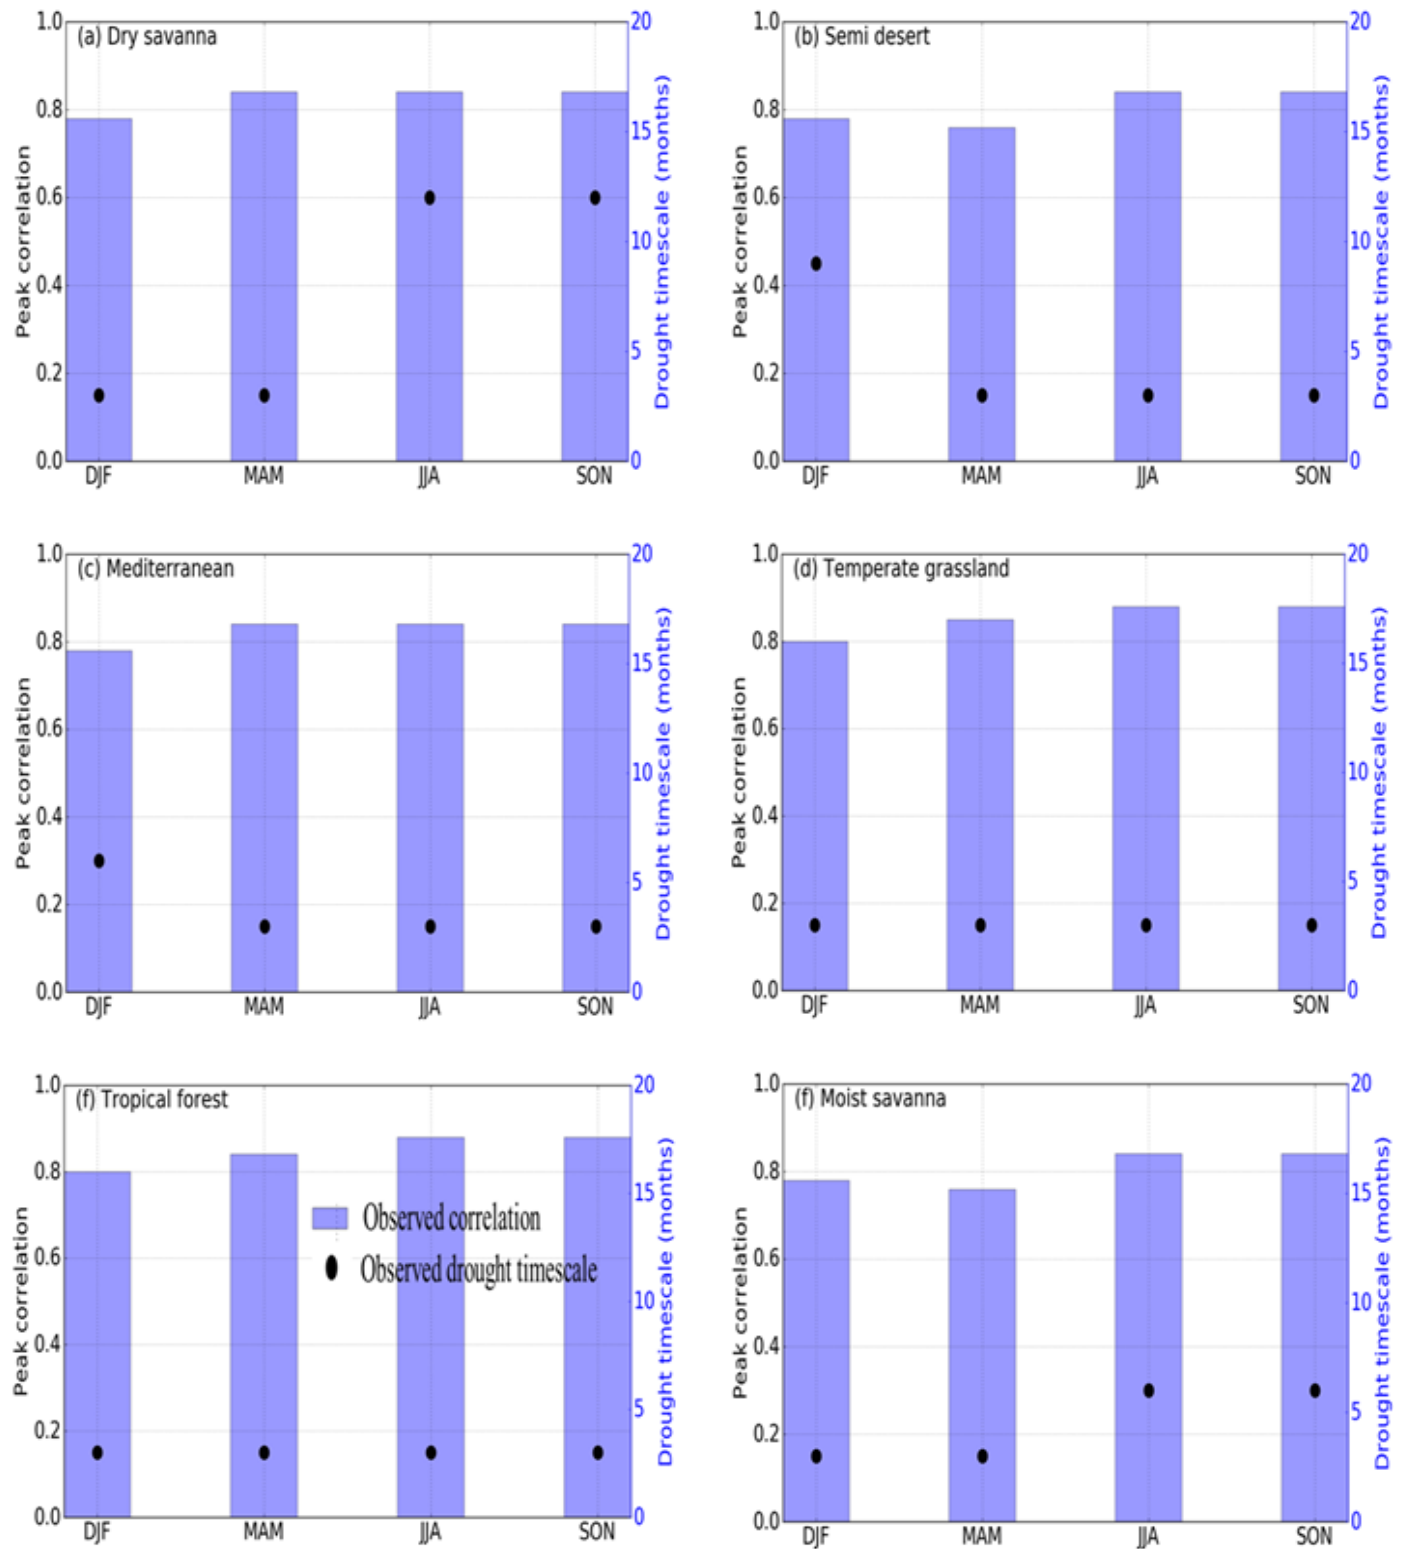 (a) Dry savanna
1.0
0.8
0.6
0.4
0.2
0.0
Peak correlation
20
15
10
5
0
Drought timescale (months)
DJF MAM JJA SON
(b) Semi desert
1.0
0.8
0.6
0.4
0.2
0.0
Peak correlation
20
15
10
5
0
Drought timescale (months)
DJF MAM JJA SON
(c) Mediterranean
1.0
0.8
0.6
0.4
0.2
0.0
Peak correlation
20
15
10
5
0
Drought timescale (months)
DJF MAM JJA SON
(d) Temperate grassland
1.0
0.8
0.6
0.4
0.2
0.0
Peak correlation
20
15
10
5
0
Drought timescale (months)
DJF MAM JJA SON
(f) Tropical forest
1.0
0.8
0.6
0.4
0.2
0.0
Peak correlation
Observed correlation
Observed drought timescale
20
15
10
5
0
Drought timescale (months)
DJF MAM JJA SON
(f) Moist savanna
1.0
0.8
0.6
0.4
0.2
0.0
Peak correlation
20
15
10
5
0
Drought timescale (months)
DJF MAM JJA SON